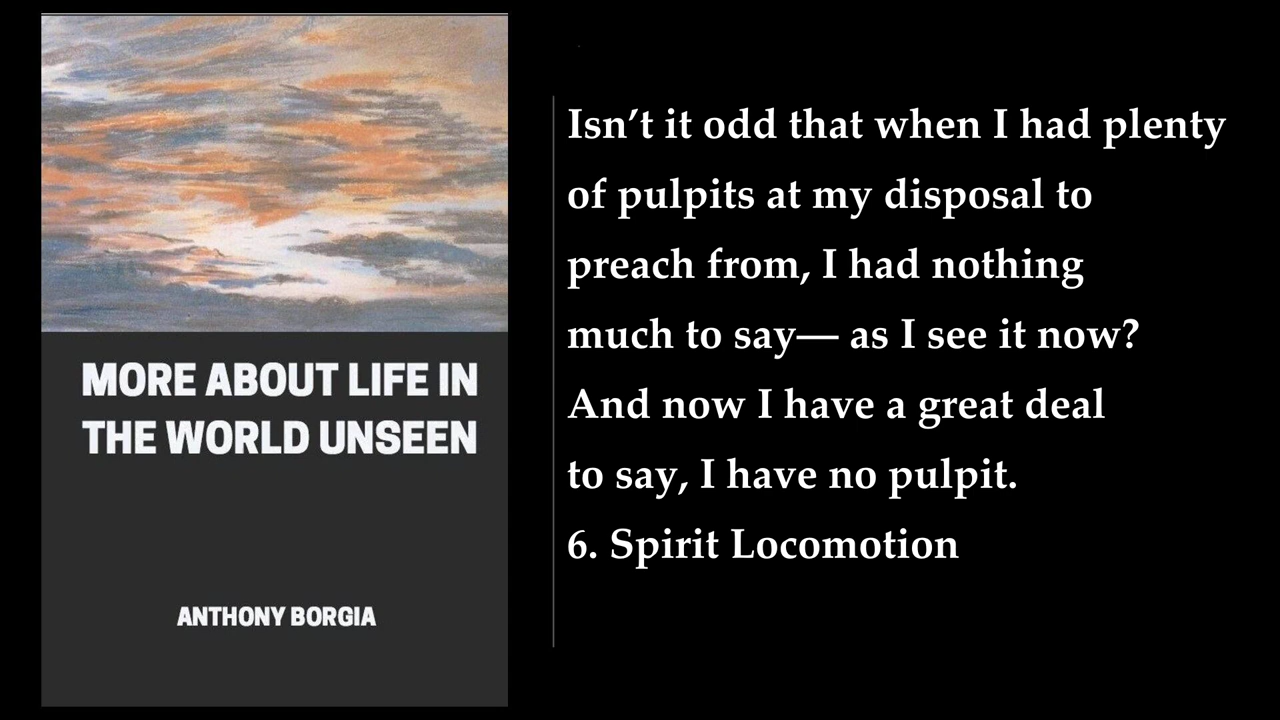 MORE ABOUT LIFE IN
THE WORLD UNSEEN
ANTHONY BORGIA
Isn’t it odd that when I had plenty
of pulpits at my disposal to
preach from, I had nothing
much to say— as I see it now?
And now I have a great deal
to say, I have no pulpit.
6. Spirit Locomotion